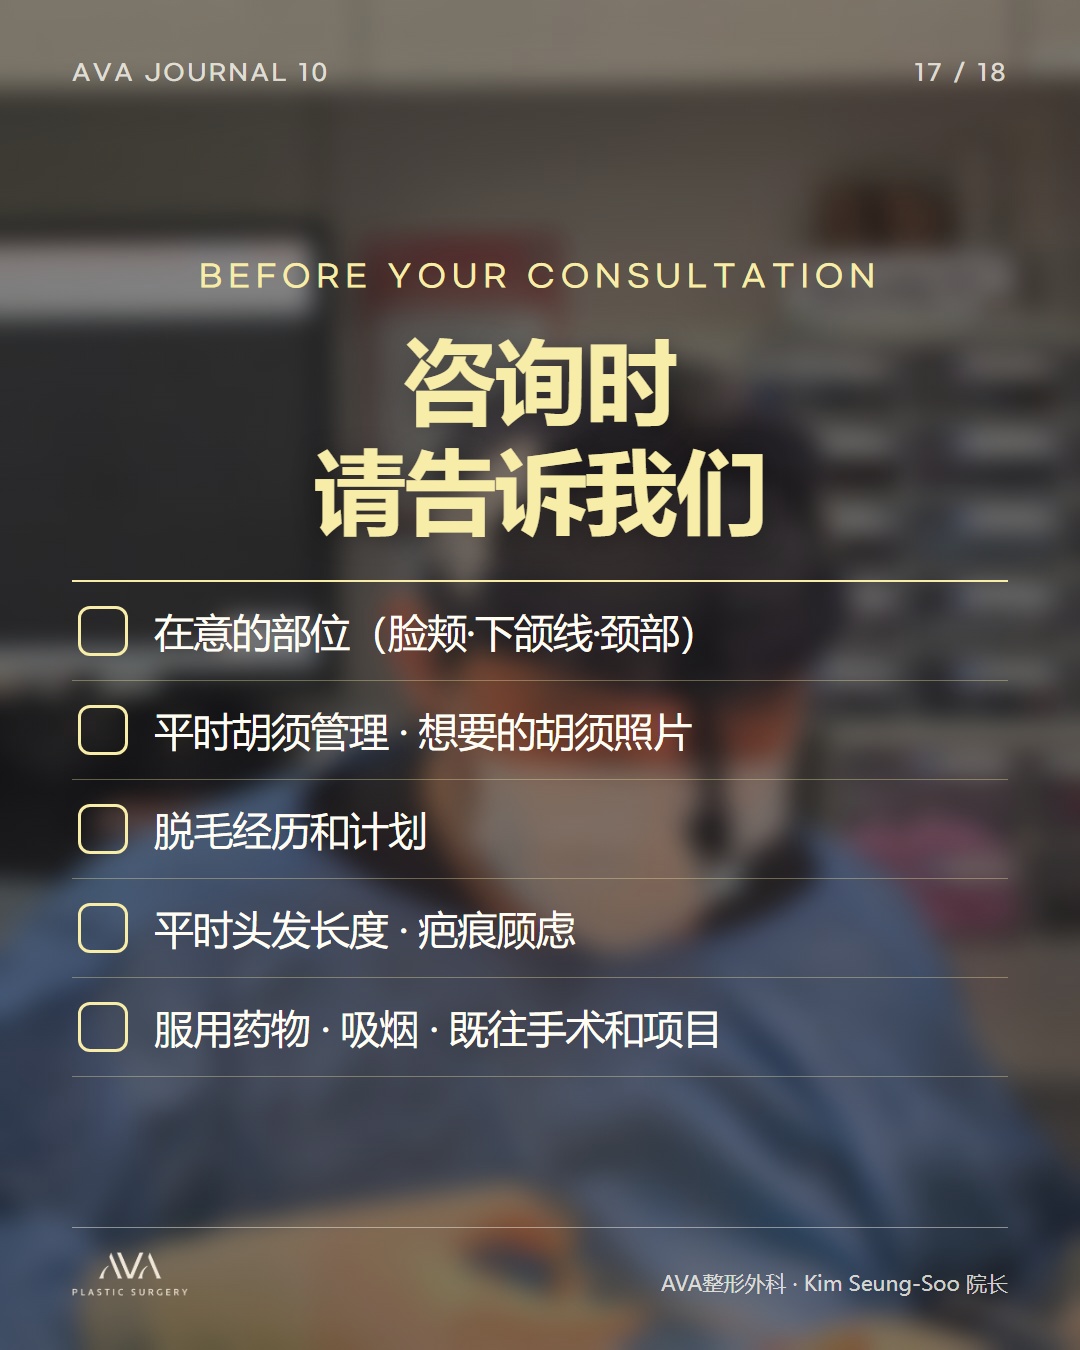 AVA JOURNAL 10
17 / 18
BEFORE YOUR CONSULTATION
咨询时
请告诉我们
在意的部位（脸颊·下颌线·颈部）
平时胡须管理 · 想要的胡须照片
脱毛经历和计划
平时头发长度 · 疤痕顾虑
服用药物 · 吸烟 · 既往手术和项目
AVA
PLASTIC SURGERY
AVA整形外科 · Kim Seung-Soo 院长